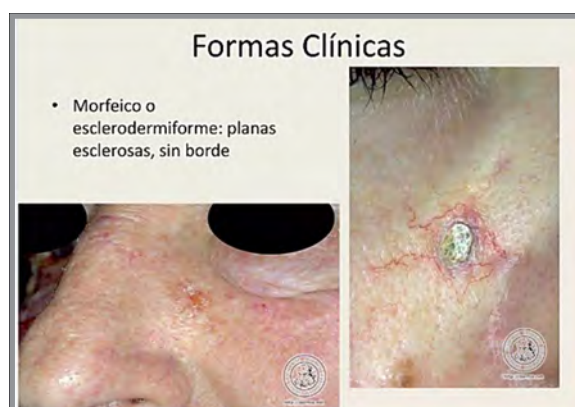 Formas Clínicas
• Morfeico o
esclerodermiforme: planas
esclerosas, sin borde